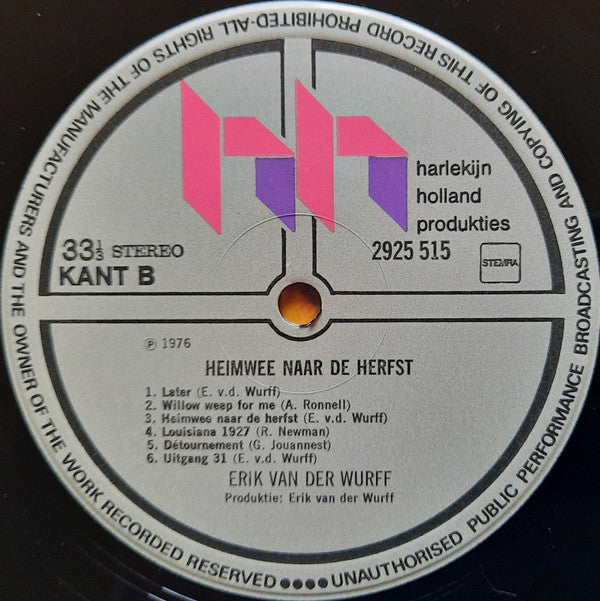 ALL RIGHTS OF THE MANUFACTURERS AND THE OWNER OF THE WORK RECORDED RESERVED ●●●● UNAUTHORISED PUBLIC PERFORMANCE BROADCASTING AND COPYING OF THIS RECORD PROHIBITED-
harlekijn
holland
produkties
33⅓ STEREO
2925 515
STEMRA
KANT B
℗ 1976
HEIMWEE NAAR DE HERFST
1. Later (E. v.d. Wurff)
2. Willow weep for me (A. Ronnell)
3. Heimwee naar de herfst (E. v.d. Wurff)
4. Louisiana 1927 (R. Newman)
5. Détournement (G. Jouannest)
6. Uitgang 31 (E. v.d. Wurff)
ERIK VAN DER WURFF
Produktie: Erik van der Wurff